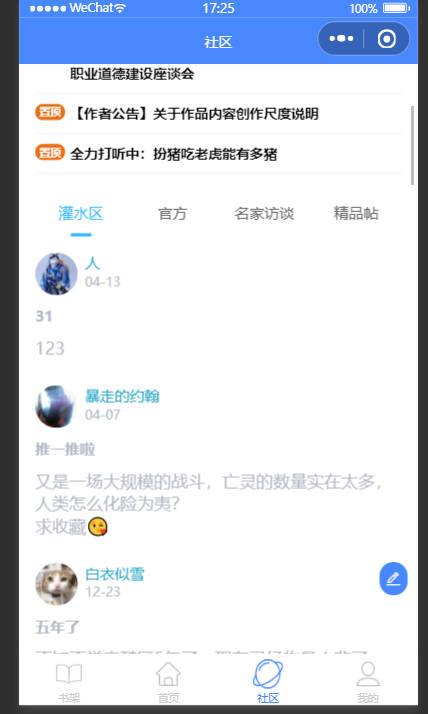 WeChat 17:25 100%
社区
职业道德建设座谈会
置顶 【作者公告】关于作品内容创作尺度说明
置顶 全力打听中：扮猪吃老虎能有多猪
灌水区 官方 名家访谈 精品帖
人
04-13
31
123
暴走的约翰
04-07
推一推啦
又是一场大规模的战斗，亡灵的数量实在太多，
人类怎么化险为夷？
求收藏😘
白衣似雪
12-23
五年了
书架 首页 社区 我的